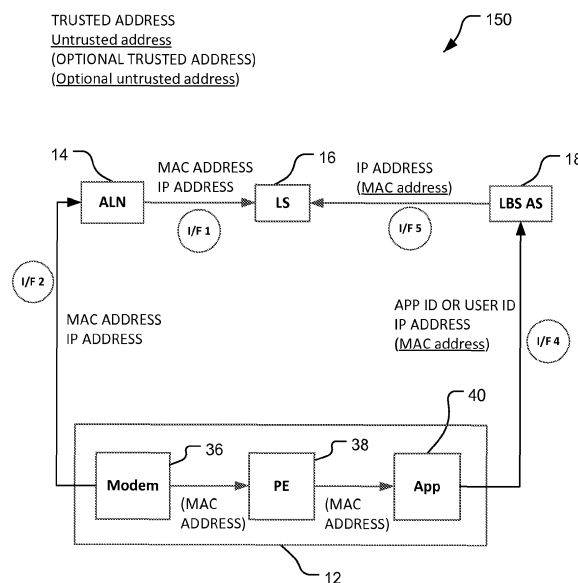 TRUSTED ADDRESS
Untrusted address
(OPTIONAL TRUSTED ADDRESS)
(Optional untrusted address)
150
14
ALN
MAC ADDRESS
IP ADDRESS
I/F 1
16
LS
IP ADDRESS
(MAC address)
I/F 5
18
LBS AS
I/F 2
MAC ADDRESS
IP ADDRESS
APP ID OR USER ID
IP ADDRESS
(MAC address)
I/F 4
36
Modem
(MAC
ADDRESS)
38
PE
(MAC
ADDRESS)
40
App
12